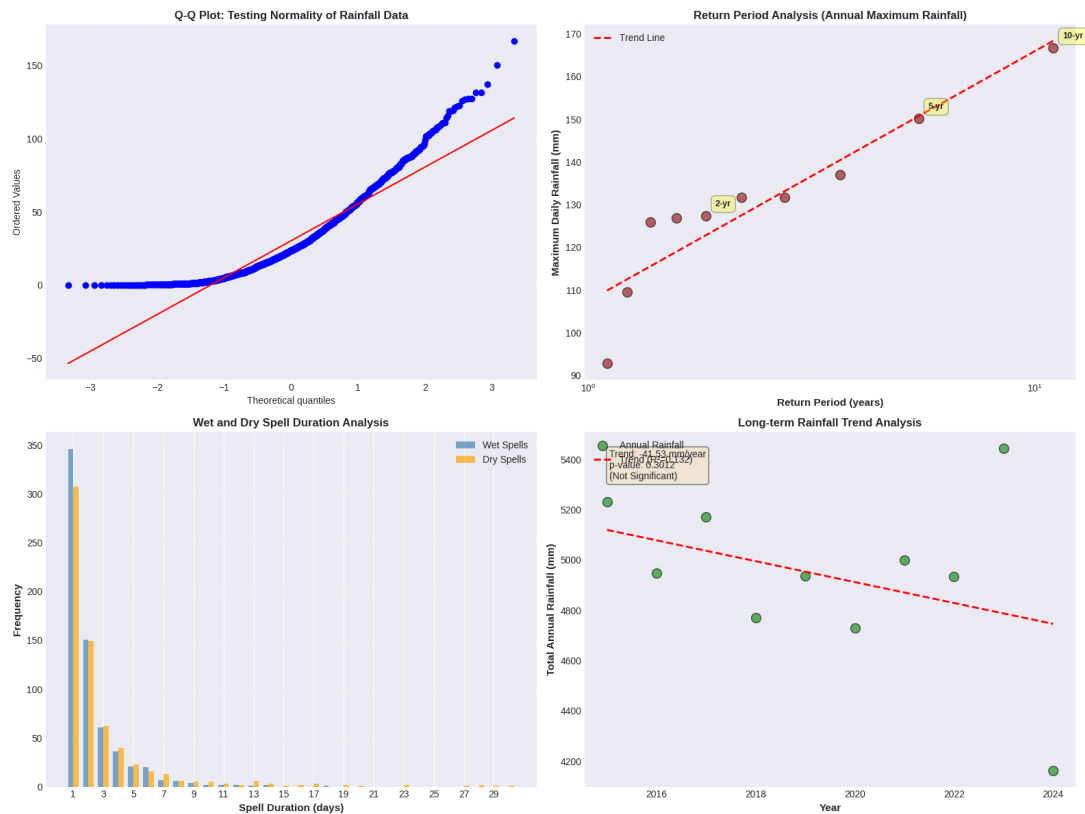 Q-Q Plot: Testing Normality of Rainfall Data
Ordered Values
100
50
0
−50
−3
−2
−1
0
1
2
3
Theoretical quantiles
Return Period Analysis (Annual Maximum Rainfall)
Maximum Daily Rainfall (mm)
170
160
150
140
130
120
110
100
90
Trend Line
10-yr
5-yr
2-yr
10⁰
10¹
Return Period (years)
Wet and Dry Spell Duration Analysis
Frequency
350
300
250
200
150
100
50
0
Wet Spells
Dry Spells
1
3
5
7
9
11
13
15
17
19
21
23
25
27
29
Spell Duration (days)
Long-term Rainfall Trend Analysis
Total Annual Rainfall (mm)
5400
5200
5000
4800
4600
4400
4200
Annual Rainfall
Trend (R²=0.132)
Trend: -41.53 mm/year
p-value: 0.3012
(Not Significant)
2016
2018
2020
2022
2024
Year